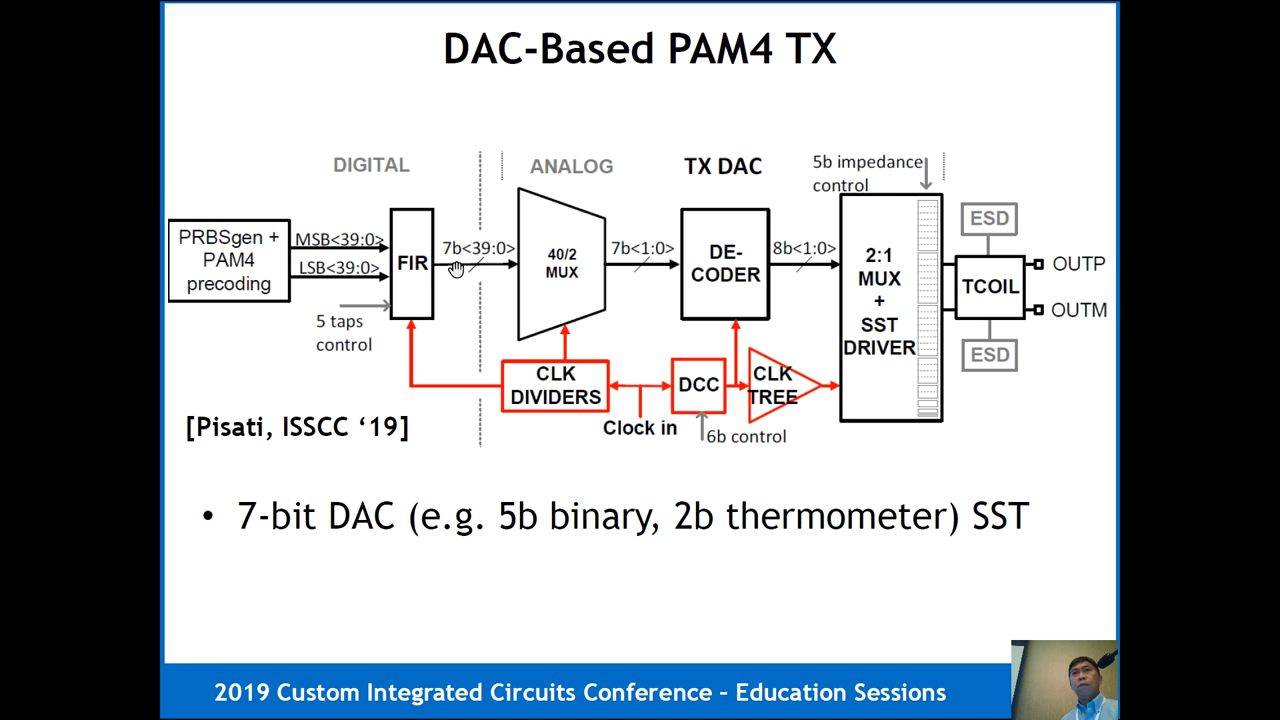 DAC-Based PAM4 TX
DIGITAL
ANALOG
TX DAC
5b impedance
control
PRBSgen +
PAM4
precoding
MSB<39:0>
LSB<39:0>
FIR
7b<39:0>
40/2
MUX
7b<1:0>
DE-
CODER
8b<1:0>
2:1
MUX
+
SST
DRIVER
ESD
TCOIL
ESD
OUTP
OUTM
5 taps
control
CLK
DIVIDERS
DCC
CLK
TREE
Clock in
6b control
[Pisati, ISSCC ‘19]
• 7-bit DAC (e.g. 5b binary, 2b thermometer) SST
2019 Custom Integrated Circuits Conference – Education Sessions